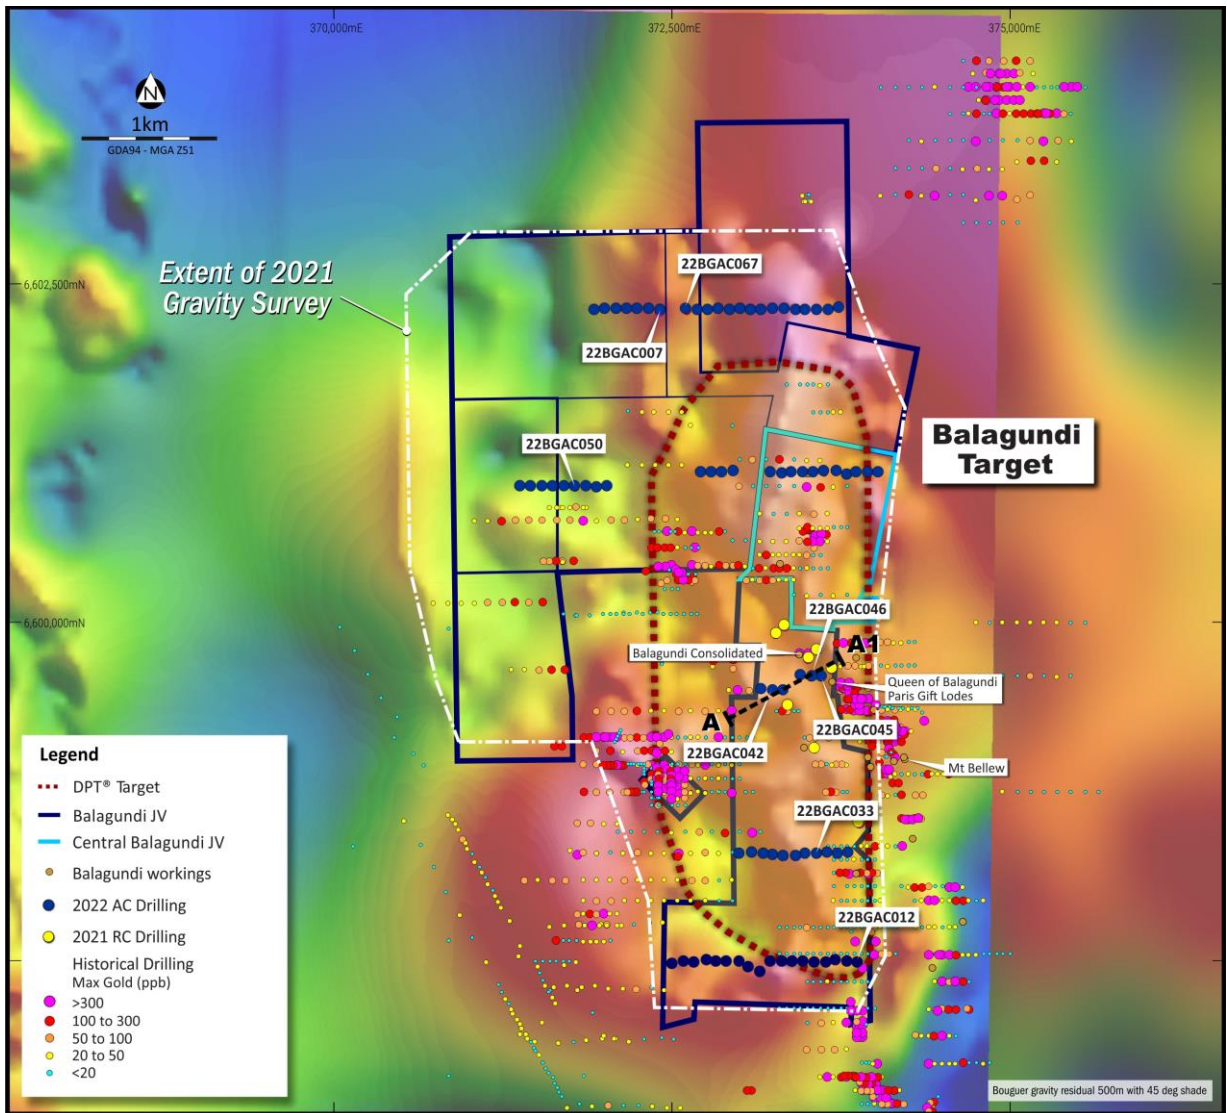 370,000mE
372,500mE
375,000mE
N
1km
GDA94 - MGA Z51
Extent of 2021
Gravity Survey
6,602,500mN
22BGAC067
22BGAC007
22BGAC050
Balagundi
Target
6,600,000mN
22BGAC046
Balagundi Consolidated
A1
Queen of Balagundi
Paris Gift Lodes
A
22BGAC042
22BGAC045
Mt Bellew
22BGAC033
22BGAC012
Legend
DPT® Target
Balagundi JV
Central Balagundi JV
Balagundi workings
2022 AC Drilling
2021 RC Drilling
Historical Drilling
Max Gold (ppb)
>300
100 to 300
50 to 100
20 to 50
<20
Bouguer gravity residual 500m with 45 deg shade